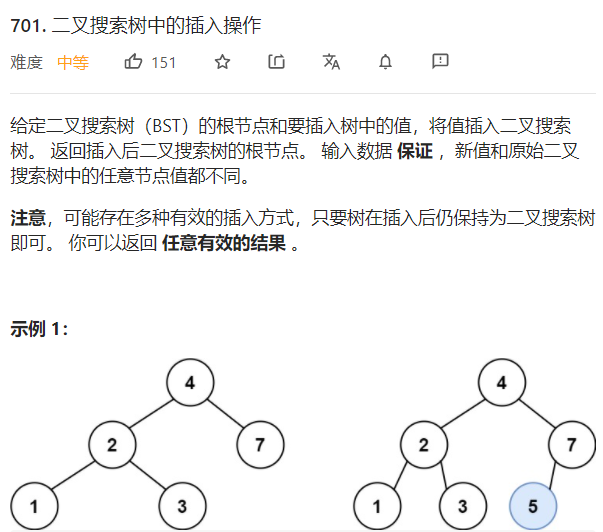 701. 二叉搜索树中的插入操作
难度 中等 151
给定二叉搜索树（BST）的根节点和要插入树中的值，将值插入二叉搜索
树。 返回插入后二叉搜索树的根节点。 输入数据 保证 ，新值和原始二叉
搜索树中的任意节点值都不同。
注意，可能存在多种有效的插入方式，只要树在插入后仍保持为二叉搜索树
即可。 你可以返回 任意有效的结果 。
示例 1：
4 4
2 7 2 7
1 3 1 3 5